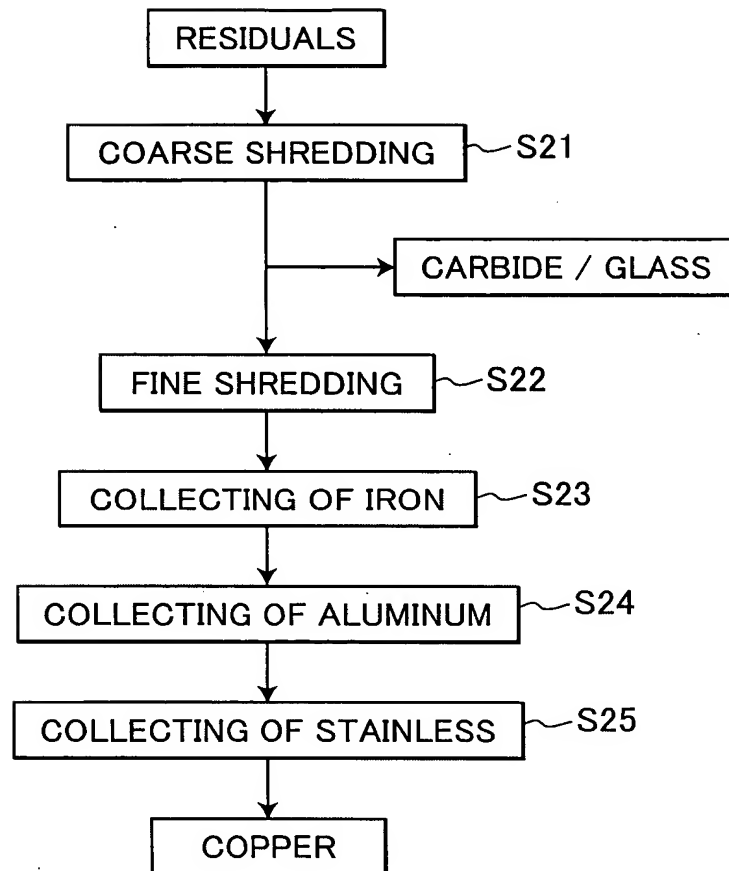 RESIDUALS
COARSE SHREDDING
S21
CARBIDE / GLASS
FINE SHREDDING
S22
COLLECTING OF IRON
S23
COLLECTING OF ALUMINUM
S24
COLLECTING OF STAINLESS
S25
COPPER